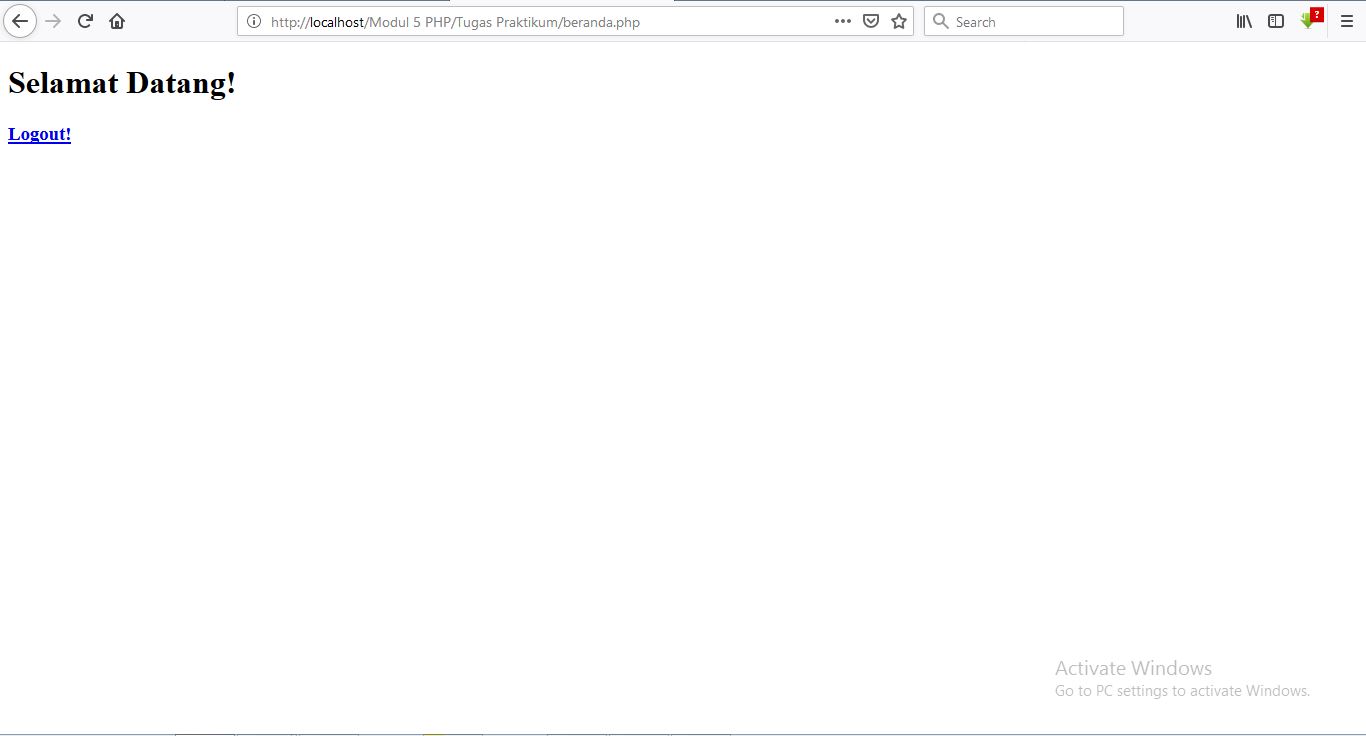 http://localhost/Modul 5 PHP/Tugas Praktikum/beranda.php
Search
?
Selamat Datang!
Logout!
Activate Windows
Go to PC settings to activate Windows.